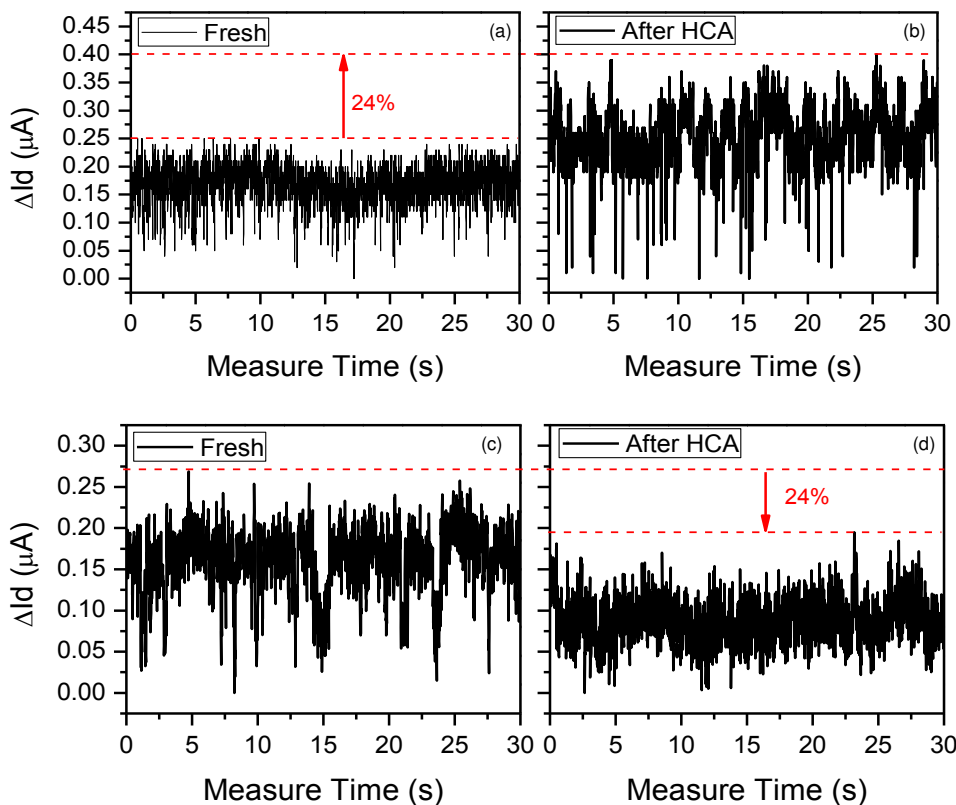 Fresh
(a)
After HCA
(b)
0.45
0.40
0.35
0.30
0.25
0.20
0.15
0.10
0.05
0.00
24%
ΔId (μA)
0 5 10 15 20 25 30
0 5 10 15 20 25 30
Measure Time (s)
Measure Time (s)
Fresh
(c)
After HCA
(d)
0.30
0.25
0.20
0.15
0.10
0.05
0.00
24%
ΔId (μA)
0 5 10 15 20 25 30
0 5 10 15 20 25 30
Measure Time (s)
Measure Time (s)